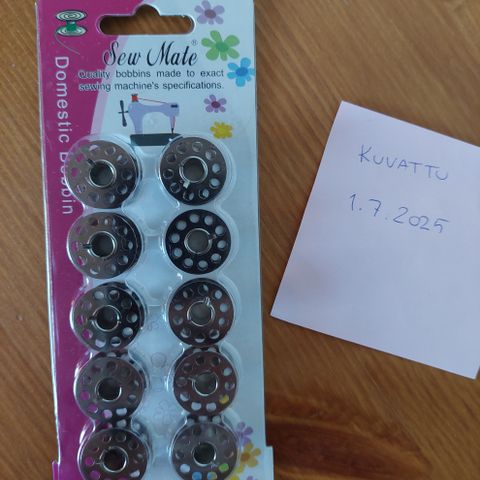 Sew Mate®
Quality bobbins made to exact
sewing machine's specifications.
Domestic Bobbin
KUVATTU
1.7.2025